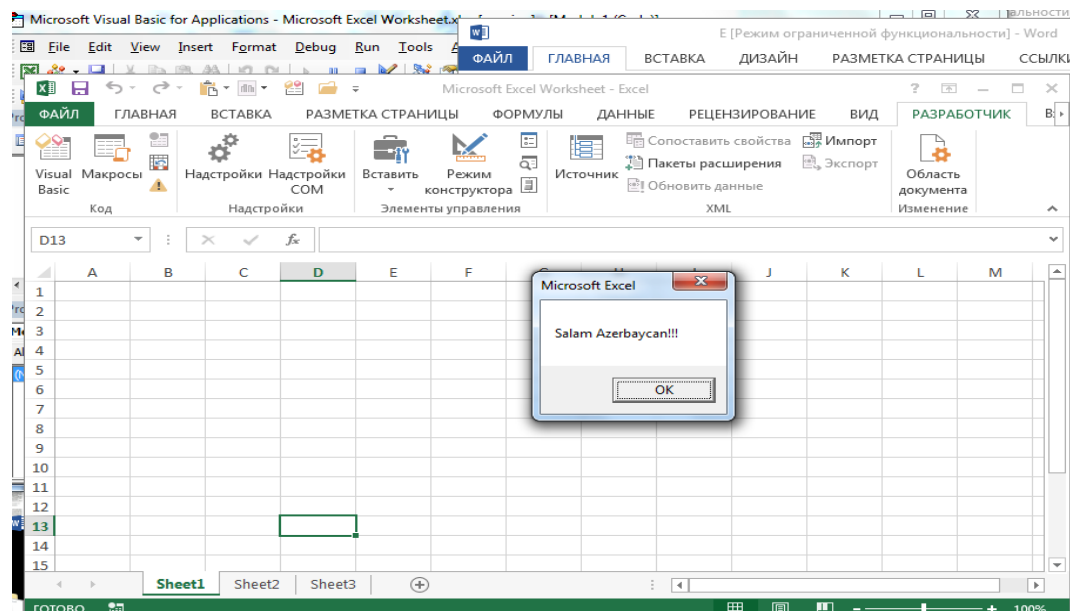 Microsoft Visual Basic for Applications - Microsoft Excel Worksheet.x
File Edit View Insert Format Debug Run Tools
E [Режим ограниченной функциональности] - Word
ФАЙЛ ГЛАВНАЯ ВСТАВКА ДИЗАЙН РАЗМЕТКА СТРАНИЦЫ ССЫЛКИ
Microsoft Excel Worksheet - Excel
ФАЙЛ ГЛАВНАЯ ВСТАВКА РАЗМЕТКА СТРАНИЦЫ ФОРМУЛЫ ДАННЫЕ РЕЦЕНЗИРОВАНИЕ ВИД РАЗРАБОТЧИК
Visual Basic Макросы Надстройки Надстройки COM Вставить Режим конструктора Источник Область документа
Сопоставить свойства Импорт
Пакеты расширения Экспорт
Обновить данные
Код Надстройки Элементы управления XML Изменение
D13 fx
A B C D E F J K L M
1
2
3
4
5
6
7
8
9
10
11
12
13
14
15
Microsoft Excel
Salam Azerbaycan!!!
OK
Sheet1 Sheet2 Sheet3
ГОТОВО 100%